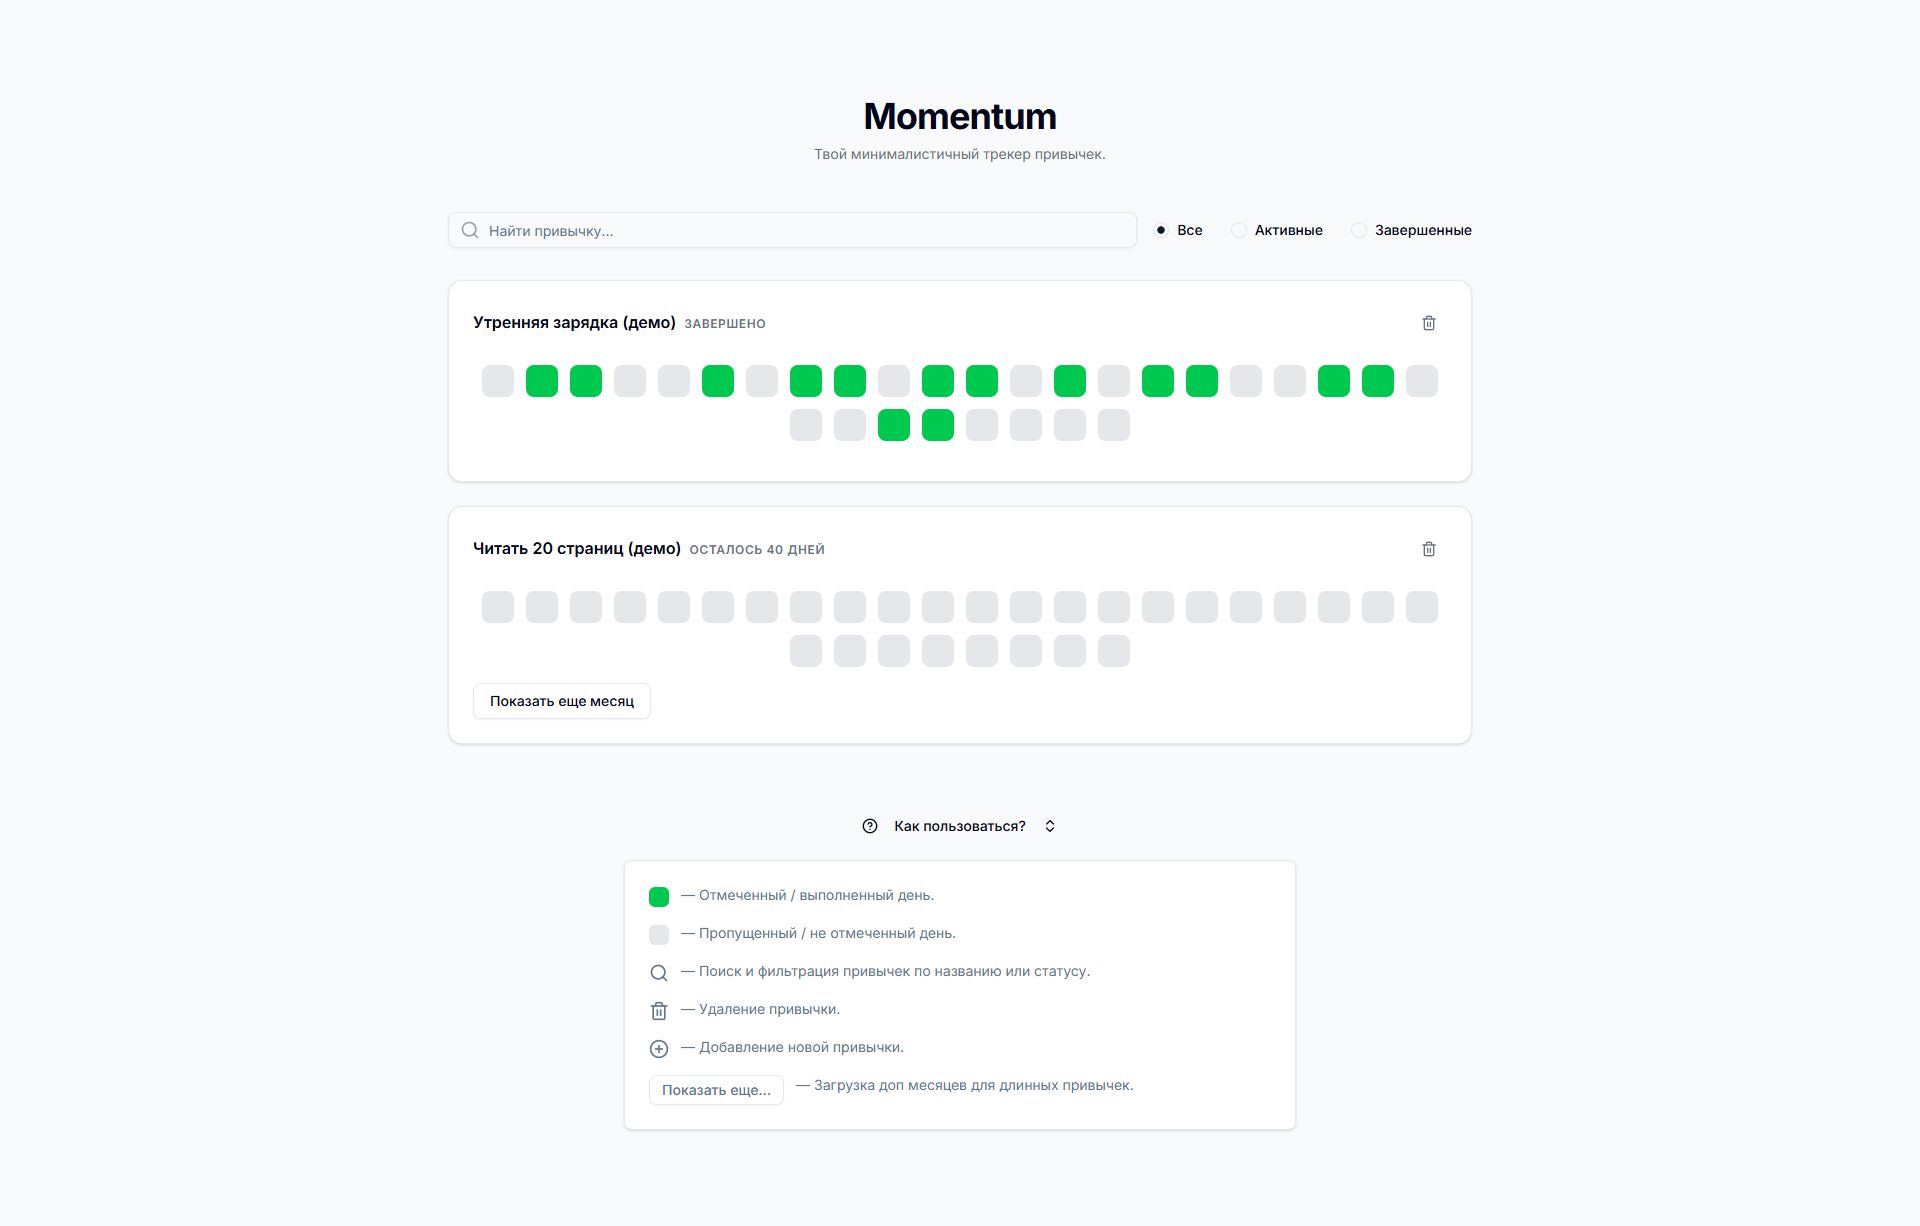 Momentum
Твой минималистичный трекер привычек.
Найти привычку...
Все
Активные
Завершенные
Утренняя зарядка (демо) ЗАВЕРШЕНО
Читать 20 страниц (демо) ОСТАЛОСЬ 40 ДНЕЙ
Показать еще месяц
Как пользоваться?
— Отмеченный / выполненный день.
— Пропущенный / не отмеченный день.
— Поиск и фильтрация привычек по названию или статусу.
— Удаление привычки.
— Добавление новой привычки.
Показать еще... — Загрузка доп месяцев для длинных привычек.